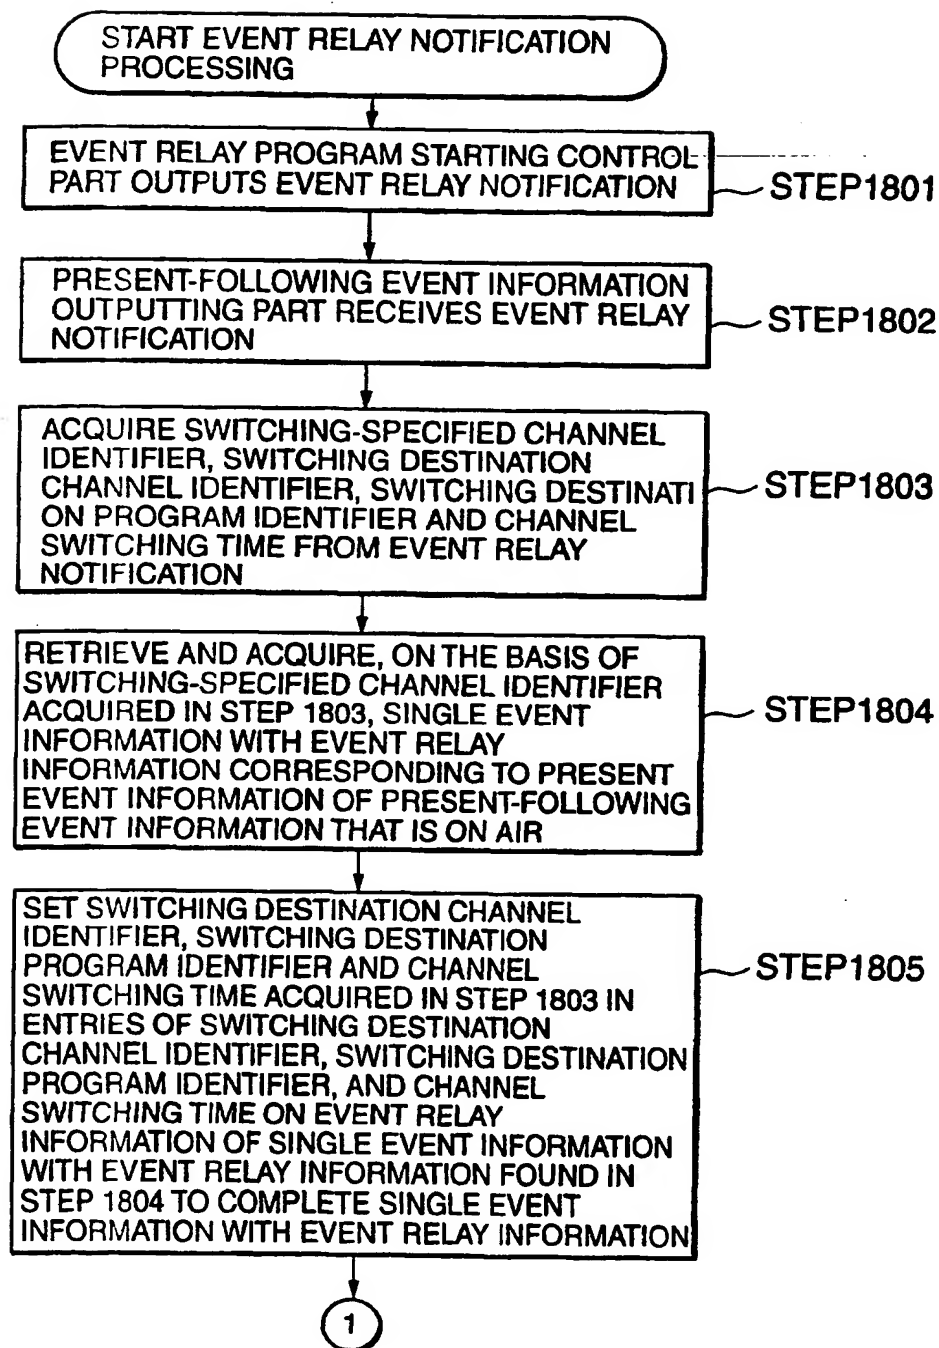 START EVENT RELAY NOTIFICATION
PROCESSING
EVENT RELAY PROGRAM STARTING CONTROL
PART OUTPUTS EVENT RELAY NOTIFICATION
STEP1801
PRESENT-FOLLOWING EVENT INFORMATION
OUTPUTTING PART RECEIVES EVENT RELAY
NOTIFICATION
STEP1802
ACQUIRE SWITCHING-SPECIFIED CHANNEL
IDENTIFIER, SWITCHING DESTINATION
CHANNEL IDENTIFIER, SWITCHING DESTINATI
ON PROGRAM IDENTIFIER AND CHANNEL
SWITCHING TIME FROM EVENT RELAY
NOTIFICATION
STEP1803
RETRIEVE AND ACQUIRE, ON THE BASIS OF
SWITCHING-SPECIFIED CHANNEL IDENTIFIER
ACQUIRED IN STEP 1803, SINGLE EVENT
INFORMATION WITH EVENT RELAY
INFORMATION CORRESPONDING TO PRESENT
EVENT INFORMATION OF PRESENT-FOLLOWING
EVENT INFORMATION THAT IS ON AIR
STEP1804
SET SWITCHING DESTINATION CHANNEL
IDENTIFIER, SWITCHING DESTINATION
PROGRAM IDENTIFIER AND CHANNEL
SWITCHING TIME ACQUIRED IN STEP 1803 IN
ENTRIES OF SWITCHING DESTINATION
CHANNEL IDENTIFIER, SWITCHING DESTINATION
PROGRAM IDENTIFIER, AND CHANNEL
SWITCHING TIME ON EVENT RELAY
INFORMATION OF SINGLE EVENT INFORMATION
WITH EVENT RELAY INFORMATION FOUND IN
STEP 1804 TO COMPLETE SINGLE EVENT
INFORMATION WITH EVENT RELAY INFORMATION
STEP1805
1